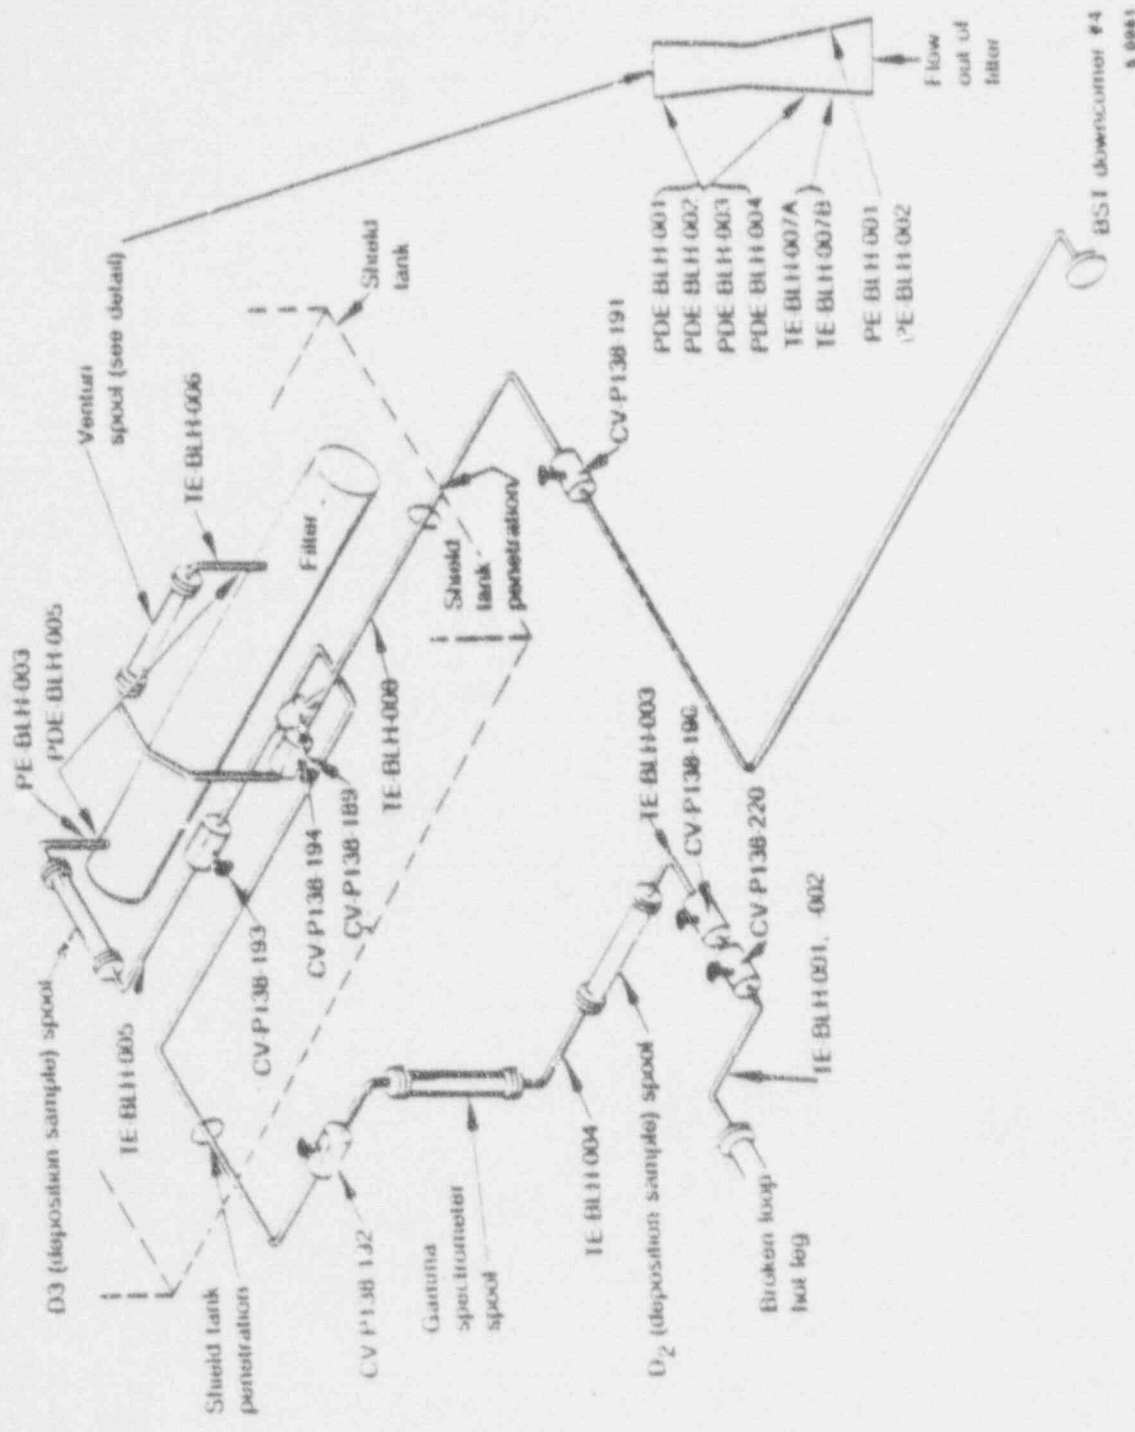 D3 (deposition sample) spool
PE-BLH-003
PDE-BLH-005
Venturi
spool (see detail)
TE-BLH-006
Filter
Shield
tank
TE-BLH-005
Shield tank
penetration
CV-P138-193
CV-P138-194
CV-P138-189
TE-BLH-008
Shield
tank
penetration
CV-P138-191
CV-P138-192
Gamma
spectrometer
spool
TE-BLH-004
D2 (deposition sample) spool
TE-BLH-003
CV-P138-190
CV-P138-220
TE-BLH-001, -002
Broken loop
hot leg
PDE-BLH-001
PDE-BLH-002
PDE-BLH-003
PDE-BLH-004
TE-BLH-007A
TE-BLH-007B
PE-BLH-001
PE-BLH-002
Flow
out of
filter
BST downcomer #4